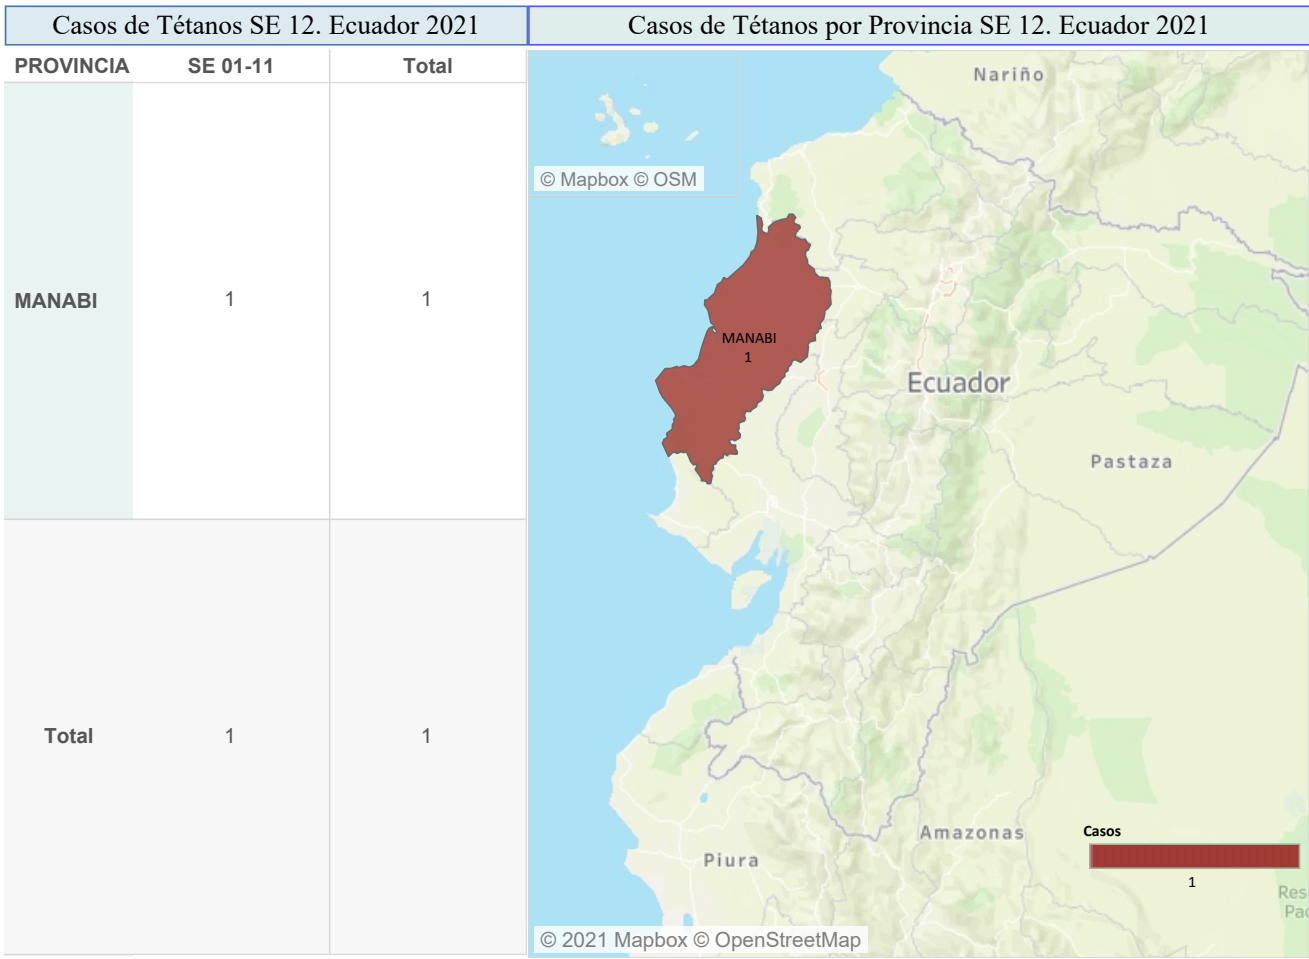 Casos de Tétanos SE 12. Ecuador 2021
PROVINCIA SE 01-11 Total
MANABI 1 1
Total 1 1
Casos de Tétanos por Provincia SE 12. Ecuador 2021
Nariño
© Mapbox © OSM
MANABI
1
Ecuador
Pastaza
Amazonas
Piura
Casos
1
© 2021 Mapbox © OpenStreetMap